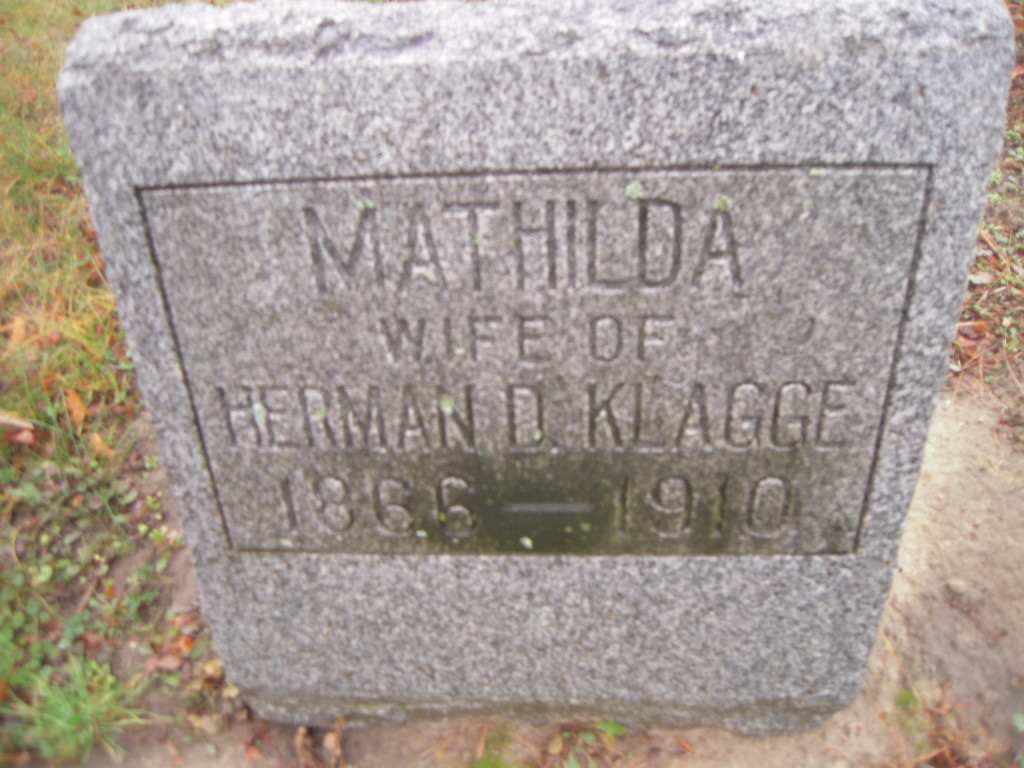 MATHILDA
WIFE OF
HERMAN D. KLAGGE
1866 — 1910